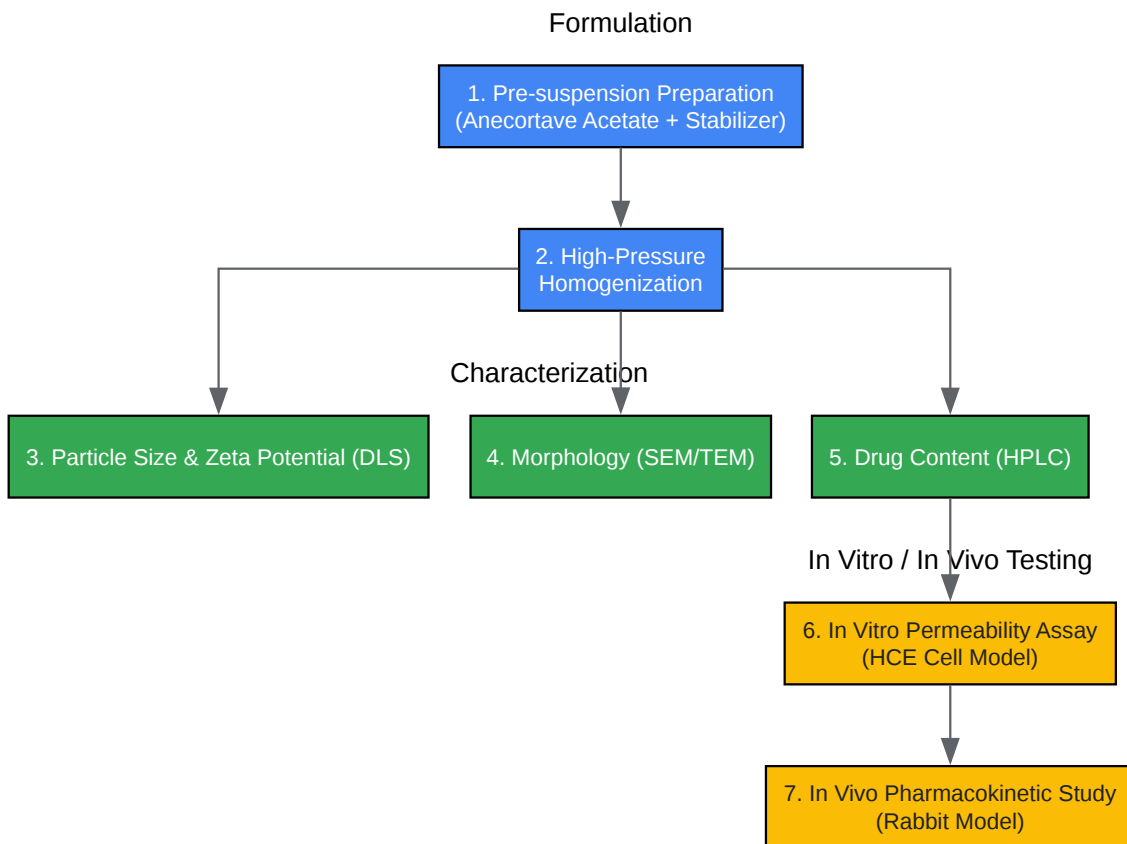 Formulation
1. Pre-suspension Preparation
(Anecortave Acetate + Stabilizer)
2. High-Pressure
Homogenization
Characterization
3. Particle Size & Zeta Potential (DLS)
4. Morphology (SEM/TEM)
5. Drug Content (HPLC)
In Vitro / In Vivo Testing
6. In Vitro Permeability Assay
(HCE Cell Model)
7. In Vivo Pharmacokinetic Study
(Rabbit Model)